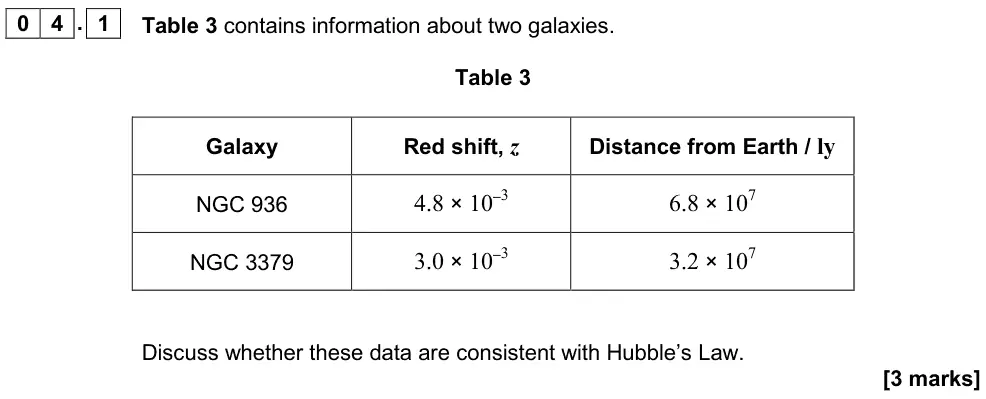 0 4 . 1 Table 3 contains information about two galaxies.
Table 3
Galaxy Red shift, z Distance from Earth / ly
NGC 936 4.8 × 10⁻³ 6.8 × 10⁷
NGC 3379 3.0 × 10⁻³ 3.2 × 10⁷
Discuss whether these data are consistent with Hubble’s Law.
[3 marks]